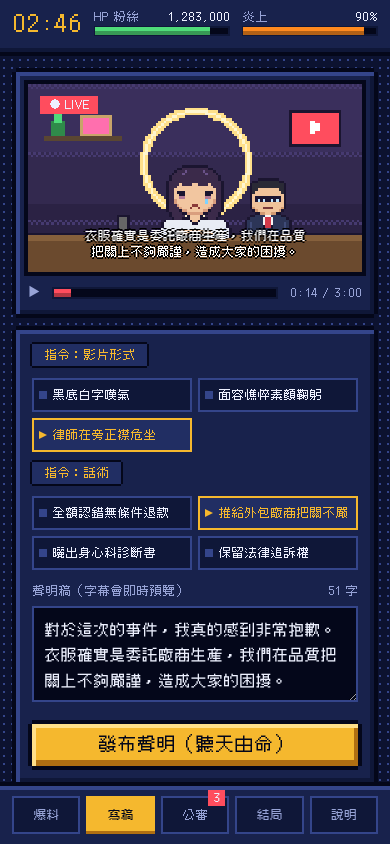 02:46
HP 粉絲 1,283,000
炎上 90%
LIVE
衣服確實是委託廠商生產，我們在品質
把關上不夠嚴謹，造成大家的困擾。
0:14 / 3:00
指令：影片形式
黑底白字嘆氣
面容憔悴素顏鞠躬
律師在旁正襟危坐
指令：話術
全額認錯無條件退款
推給外包廠商把關不嚴
曬出身心科診斷書
保留法律追訴權
聲明稿（字幕會即時預覽） 51 字
對於這次的事件，我真的感到非常抱歉。
衣服確實是委託廠商生產，我們在品質把
關上不夠嚴謹，造成大家的困擾。
發布聲明（聽天由命）
爆料
寫稿
公審
3
結局
說明